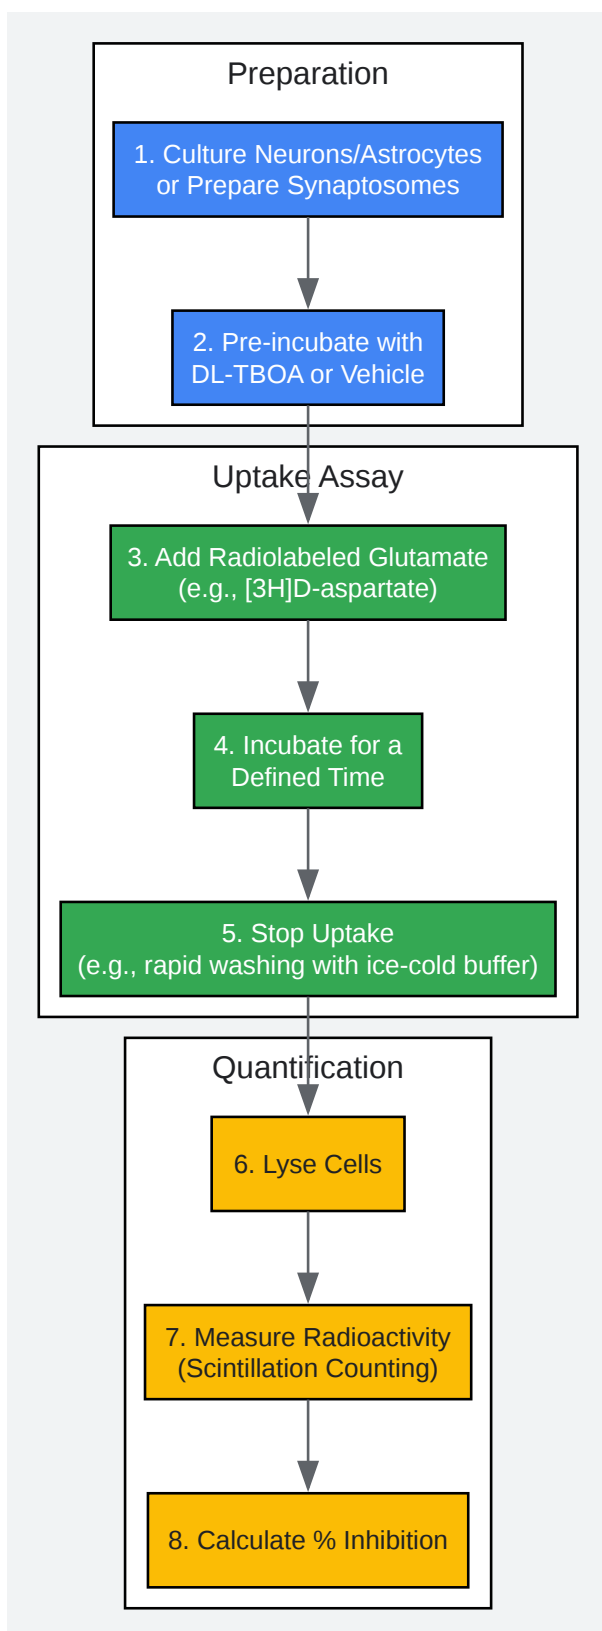 Preparation
1. Culture Neurons/Astrocytes
or Prepare Synaptosomes
2. Pre-incubate with
DL-TBOA or Vehicle
Uptake Assay
3. Add Radiolabeled Glutamate
(e.g., [3H]D-aspartate)
4. Incubate for a
Defined Time
5. Stop Uptake
(e.g., rapid washing with ice-cold buffer)
Quantification
6. Lyse Cells
7. Measure Radioactivity
(Scintillation Counting)
8. Calculate % Inhibition